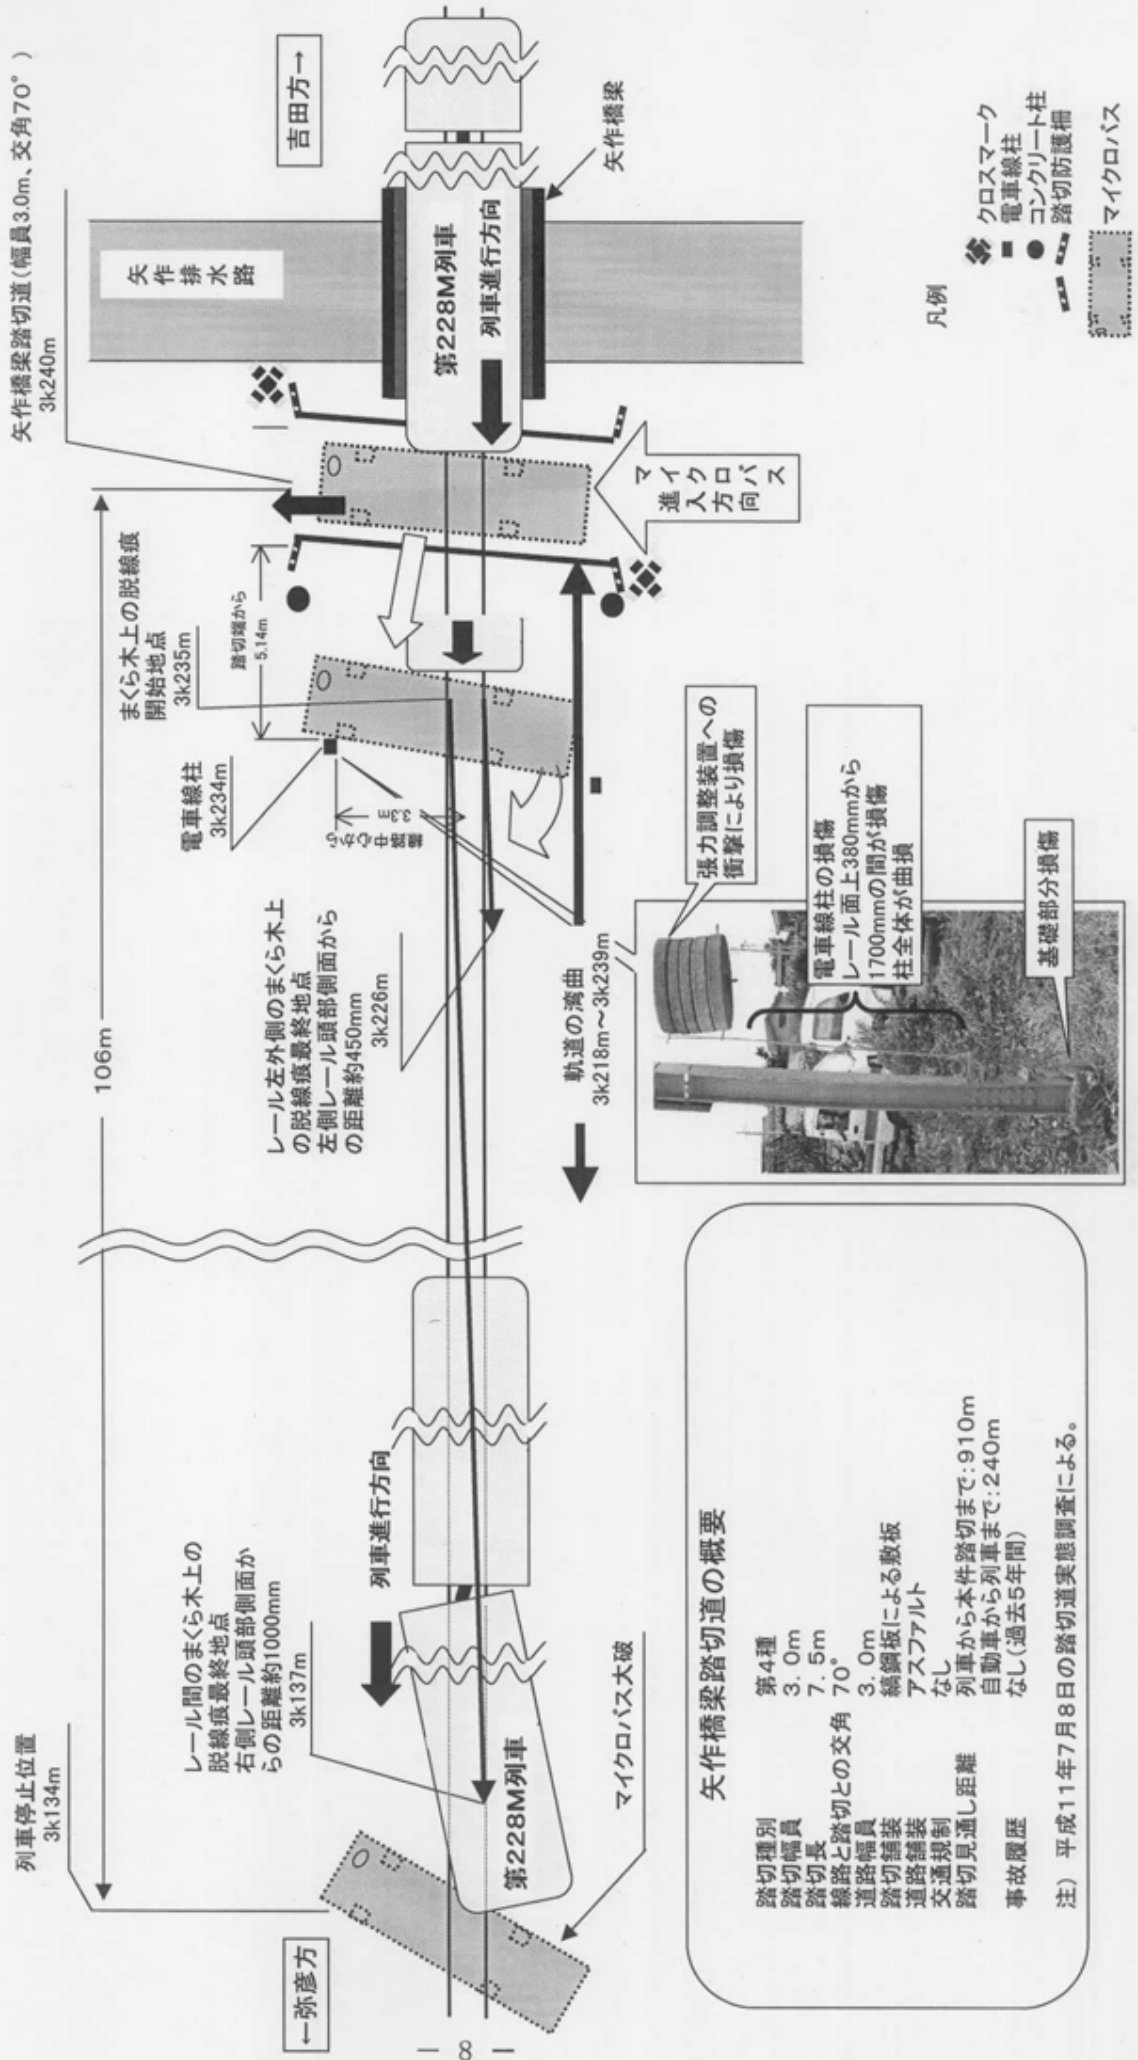 矢作橋梁踏切道(幅員3.0m、交角70°)
3k240m
吉田方→
矢作排水路
第228M列車
列車進行方向
矢作橋梁
106m
まくら木上の脱線痕
開始地点
3k235m
踏切端から
5.14m
電車線柱
3k234m
線路中心から
3.3m
マイクロバス
進入方向
レール左外側のまくら木上
の脱線痕最終地点
左側レール頭部側面から
の距離約450mm
3k226m
軌道の湾曲
3k218m～3k239m
張力調整装置への
衝撃により損傷
電車線柱の損傷
レール面上380mmから
1700mmの間が損傷
柱全体が曲損
基礎部分損傷
凡例
クロスマーク
電車線柱
コンクリート柱
踏切防護柵
マイクロバス
列車停止位置
3k134m
←弥彦方
レール間のまくら木上の
脱線痕最終地点
右側レール頭部側面か
らの距離約1000mm
3k137m
列車進行方向
第228M列車
マイクロバス大破
矢作橋梁踏切道の概要
踏切種別 第4種
踏切幅員 3.0m
踏切長 7.5m
線路と踏切との交角 70°
道路幅員 3.0m
踏切舗装 縞鋼板による敷板
道路舗装 アスファルト
交通規制 なし
踏切見通し距離 列車から本件踏切まで:910m
自動車から列車まで:240m
事故履歴 なし(過去5年間)
注) 平成11年7月8日の踏切道実態調査による。
- 8 -